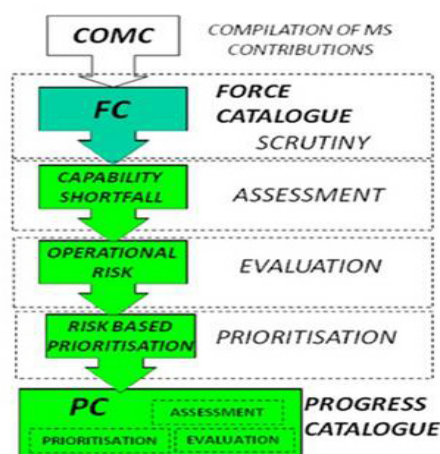 COMC
COMPILATION OF MS
CONTRIBUTIONS
FC
FORCE
CATALOGUE
SCRUTINY
CAPABILITY
SHORTFALL
ASSESSMENT
OPERATIONAL
RISK
EVALUATION
RISK BASED
PRIORITISATION
PRIORITISATION
PC
ASSESSMENT
PRIORITISATION
EVALUATION
PROGRESS
CATALOGUE